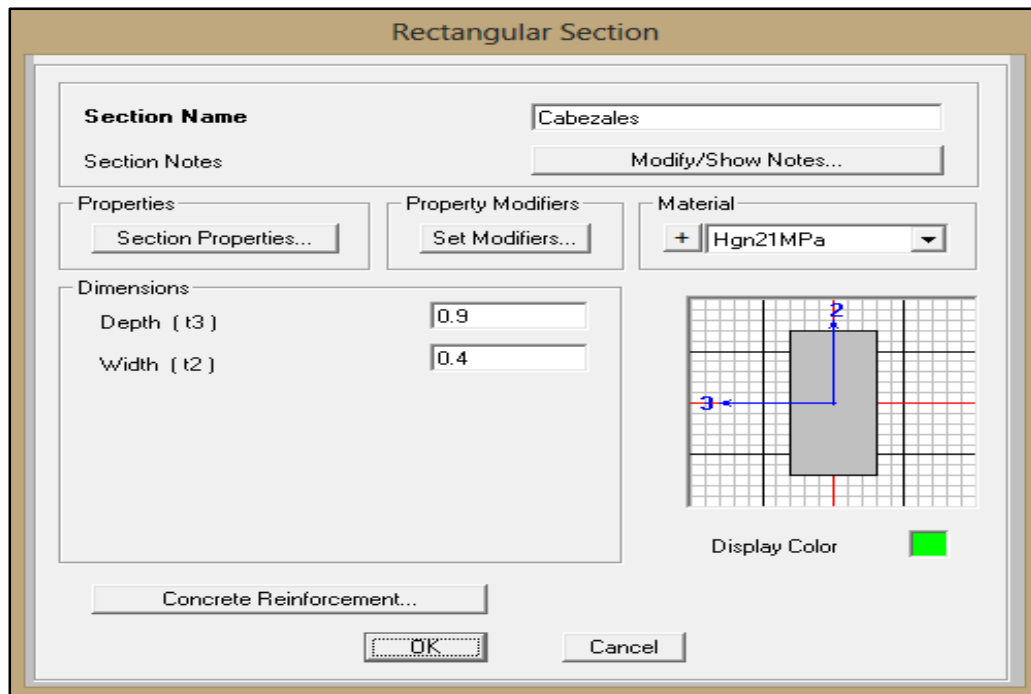 Rectangular Section
Section Name
Cabezales
Section Notes
Modify/Show Notes...
Properties
Section Properties...
Property Modifiers
Set Modifiers...
Material
+
Hgn21MPa
Dimensions
Depth ( t3 )
0.9
Width ( t2 )
0.4
2
3
Display Color
Concrete Reinforcement...
OK
Cancel